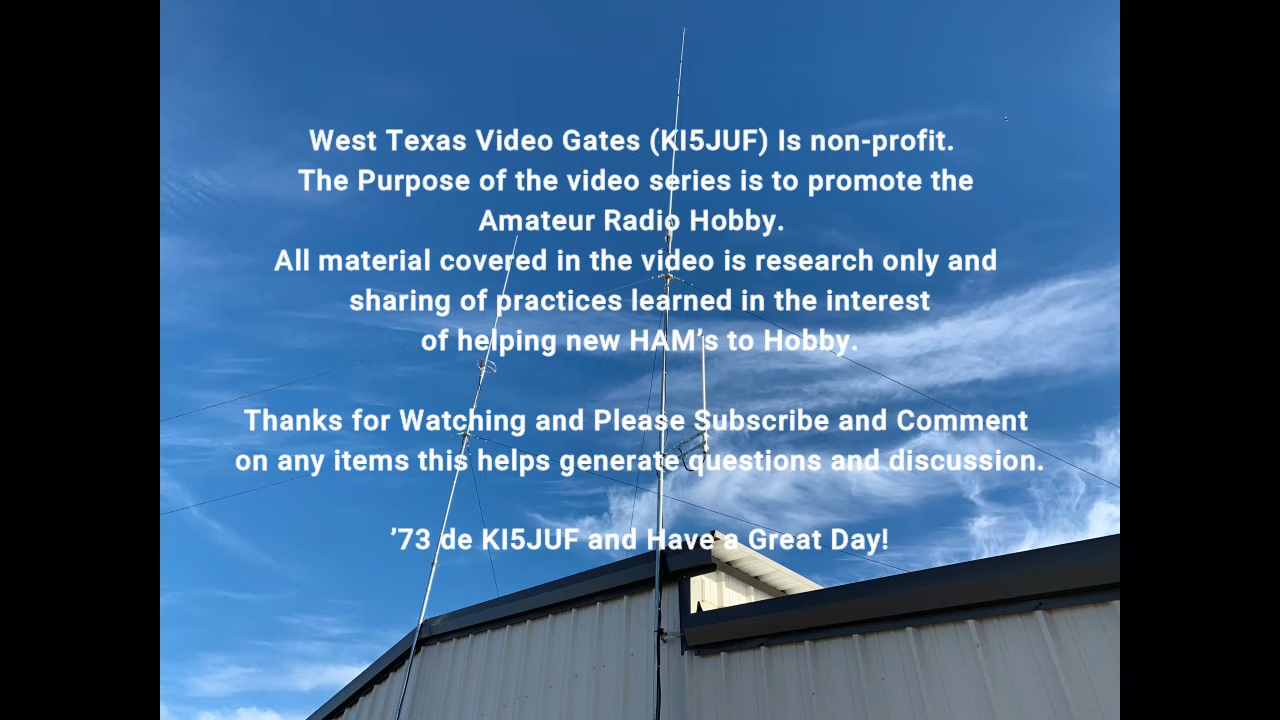 West Texas Video Gates (KI5JUF) Is non-profit.
The Purpose of the video series is to promote the
Amateur Radio Hobby.
All material covered in the video is research only and
sharing of practices learned in the interest
of helping new HAM's to Hobby.
Thanks for Watching and Please Subscribe and Comment
on any items this helps generate questions and discussion.
'73 de KI5JUF and Have a Great Day!